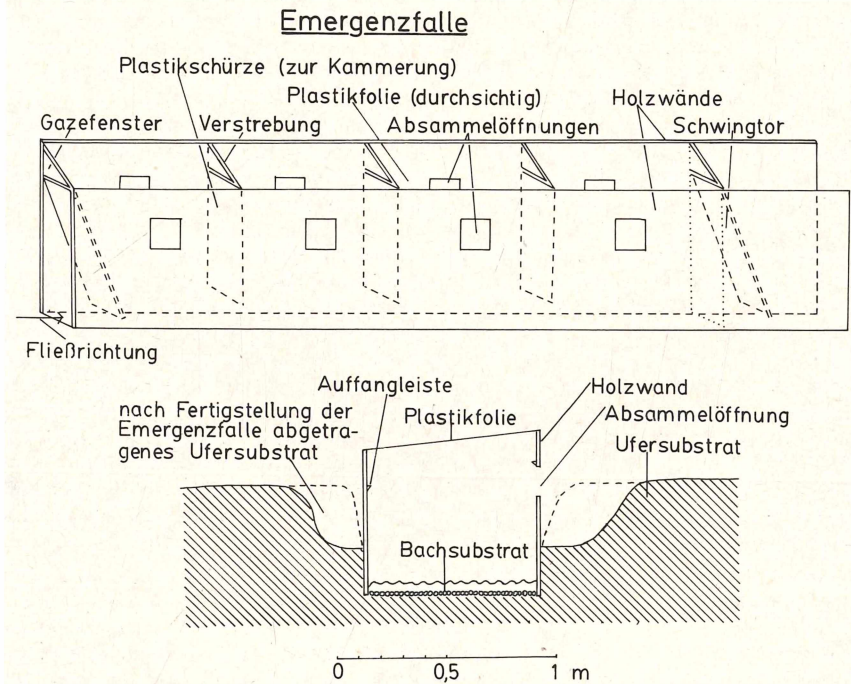 Emergenzfalle
Plastikschürze (zur Kammerung)
Plastikfolie (durchsichtig)
Holzwände
Gazefenster
Verstrebung
Absammelöffnungen
Schwingtor
Fließrichtung
Auffangleiste
Holzwand
nach Fertigstellung der
Emergenzfalle abgetra-
genes Ufersubstrat
Plastikfolie
Absammelöffnung
Ufersubstrat
Bachsubstrat
0 0,5 1 m